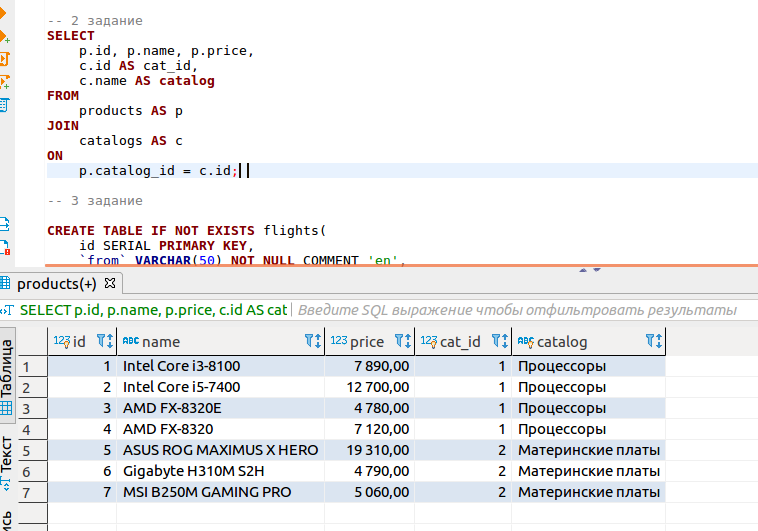 -- 2 задание
SELECT
p.id, p.name, p.price,
c.id AS cat_id,
c.name AS catalog
FROM
products AS p
JOIN
catalogs AS c
ON
p.catalog_id = c.id;
-- 3 задание
CREATE TABLE IF NOT EXISTS flights(
id SERIAL PRIMARY KEY,
`from` VARCHAR(50) NOT NULL COMMENT 'en',
products(+)
SELECT p.id, p.name, p.price, c.id AS cat Введите SQL выражение чтобы отфильтровать результаты
Таблица
Текст
123 id ABC name 123 price 123 cat_id ABC catalog
1 1 Intel Core i3-8100 7 890,00 1 Процессоры
2 2 Intel Core i5-7400 12 700,00 1 Процессоры
3 3 AMD FX-8320E 4 780,00 1 Процессоры
4 4 AMD FX-8320 7 120,00 1 Процессоры
5 5 ASUS ROG MAXIMUS X HERO 19 310,00 2 Материнские платы
6 6 Gigabyte H310M S2H 4 790,00 2 Материнские платы
7 7 MSI B250M GAMING PRO 5 060,00 2 Материнские платы